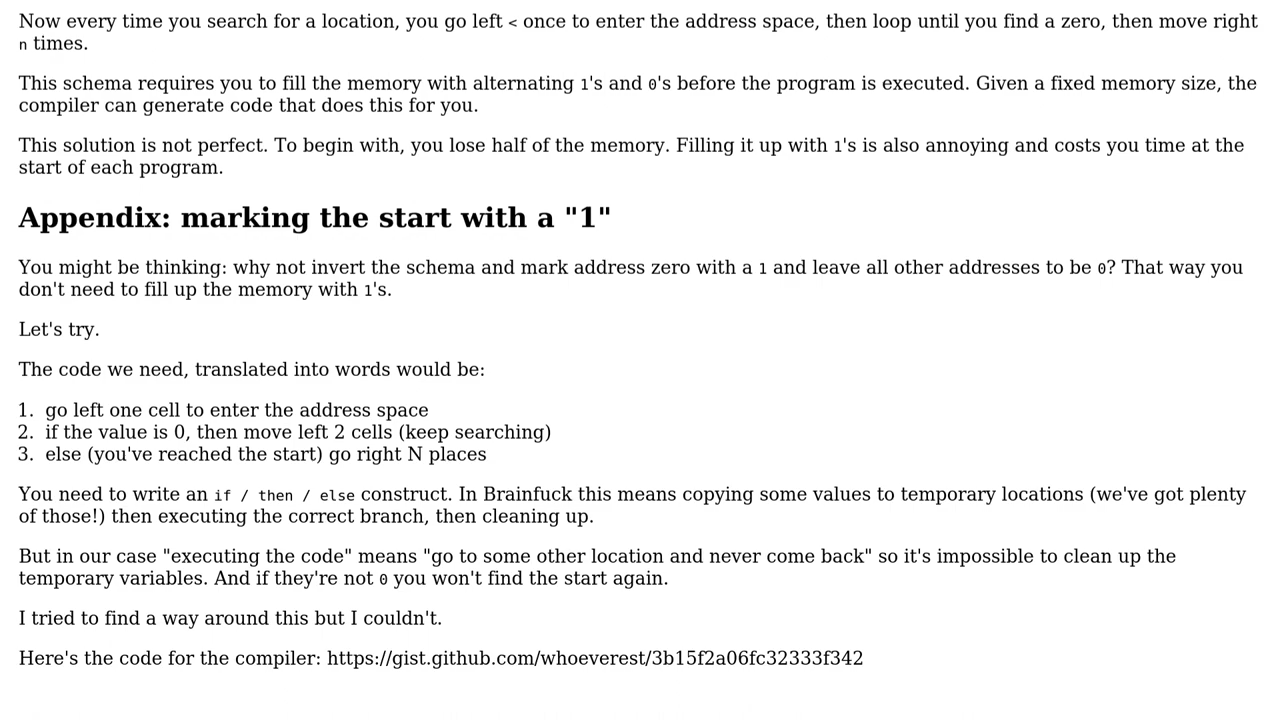 Now every time you search for a location, you go left < once to enter the address space, then loop until you find a zero, then move right
n times.
This schema requires you to fill the memory with alternating 1's and 0's before the program is executed. Given a fixed memory size, the
compiler can generate code that does this for you.
This solution is not perfect. To begin with, you lose half of the memory. Filling it up with 1's is also annoying and costs you time at the
start of each program.
Appendix: marking the start with a "1"
You might be thinking: why not invert the schema and mark address zero with a 1 and leave all other addresses to be 0? That way you
don't need to fill up the memory with 1's.
Let's try.
The code we need, translated into words would be:
1. go left one cell to enter the address space
2. if the value is 0, then move left 2 cells (keep searching)
3. else (you've reached the start) go right N places
You need to write an if / then / else construct. In Brainfuck this means copying some values to temporary locations (we've got plenty
of those!) then executing the correct branch, then cleaning up.
But in our case "executing the code" means "go to some other location and never come back" so it's impossible to clean up the
temporary variables. And if they're not 0 you won't find the start again.
I tried to find a way around this but I couldn't.
Here's the code for the compiler: https://gist.github.com/whoeverest/3b15f2a06fc32333f342